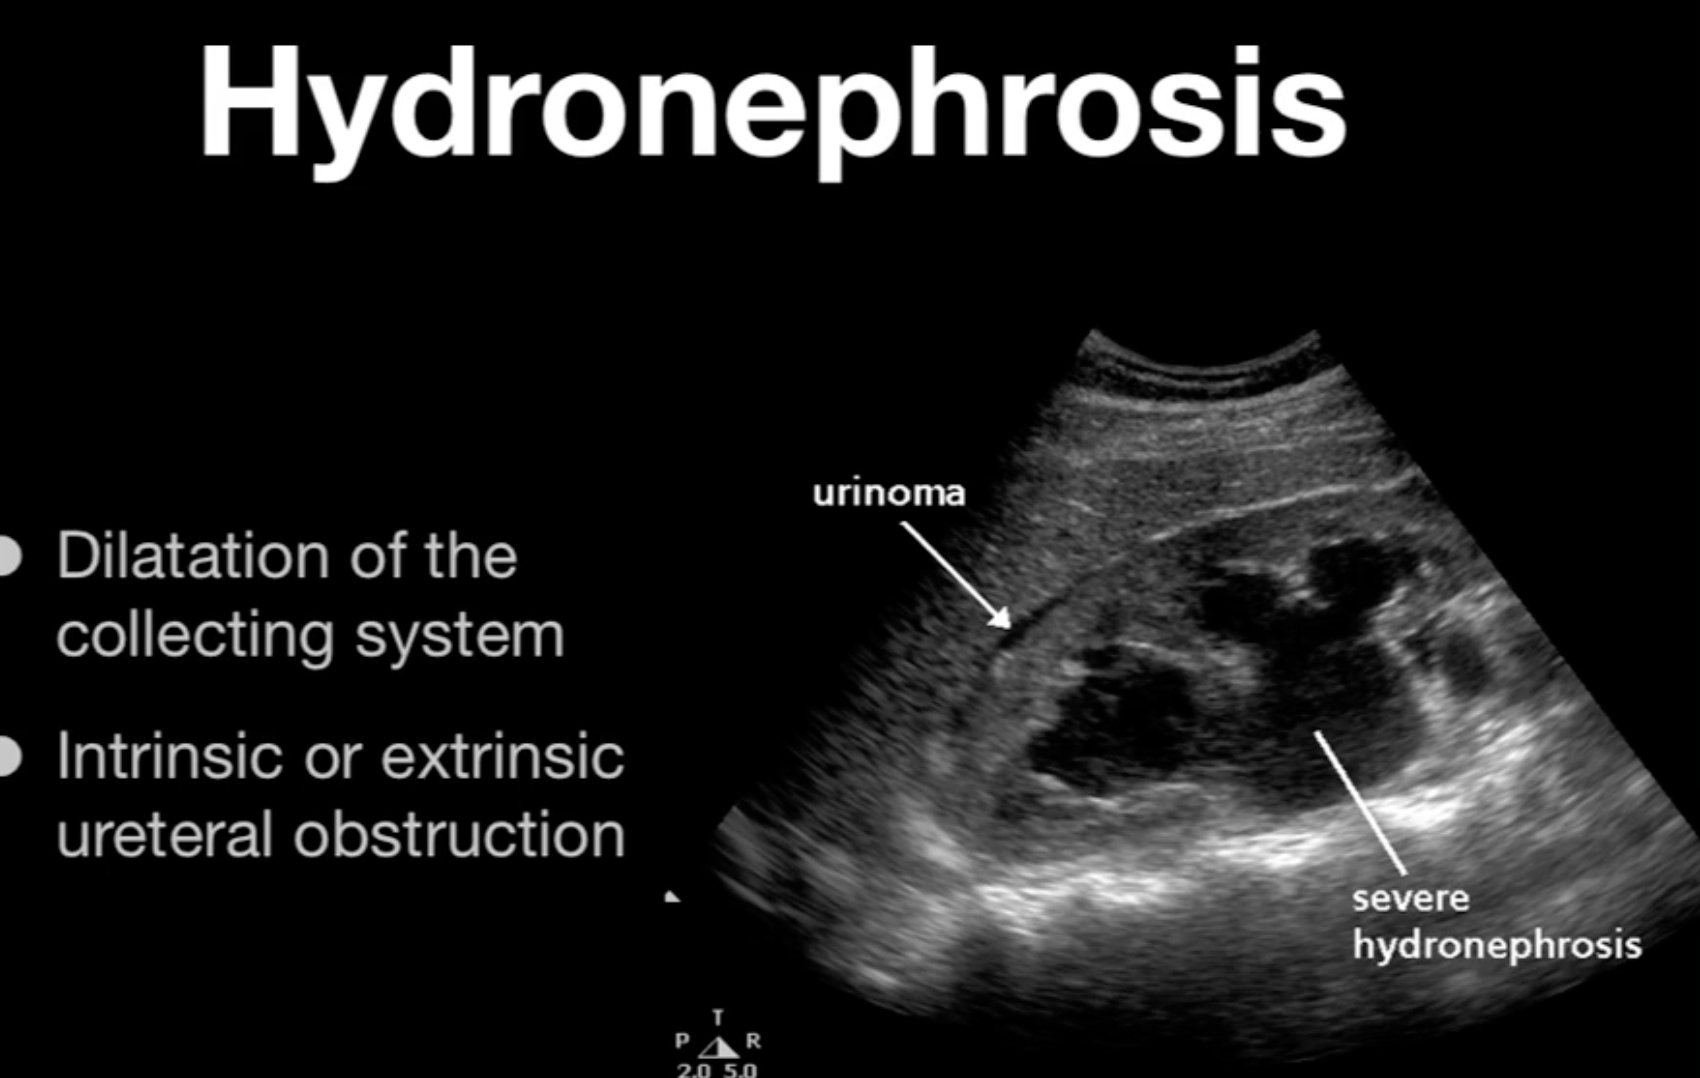 Hydronephrosis
Dilatation of the
collecting system
Intrinsic or extrinsic
ureteral obstruction
urinoma
severe
hydronephrosis
T
P R
2.0 5.0